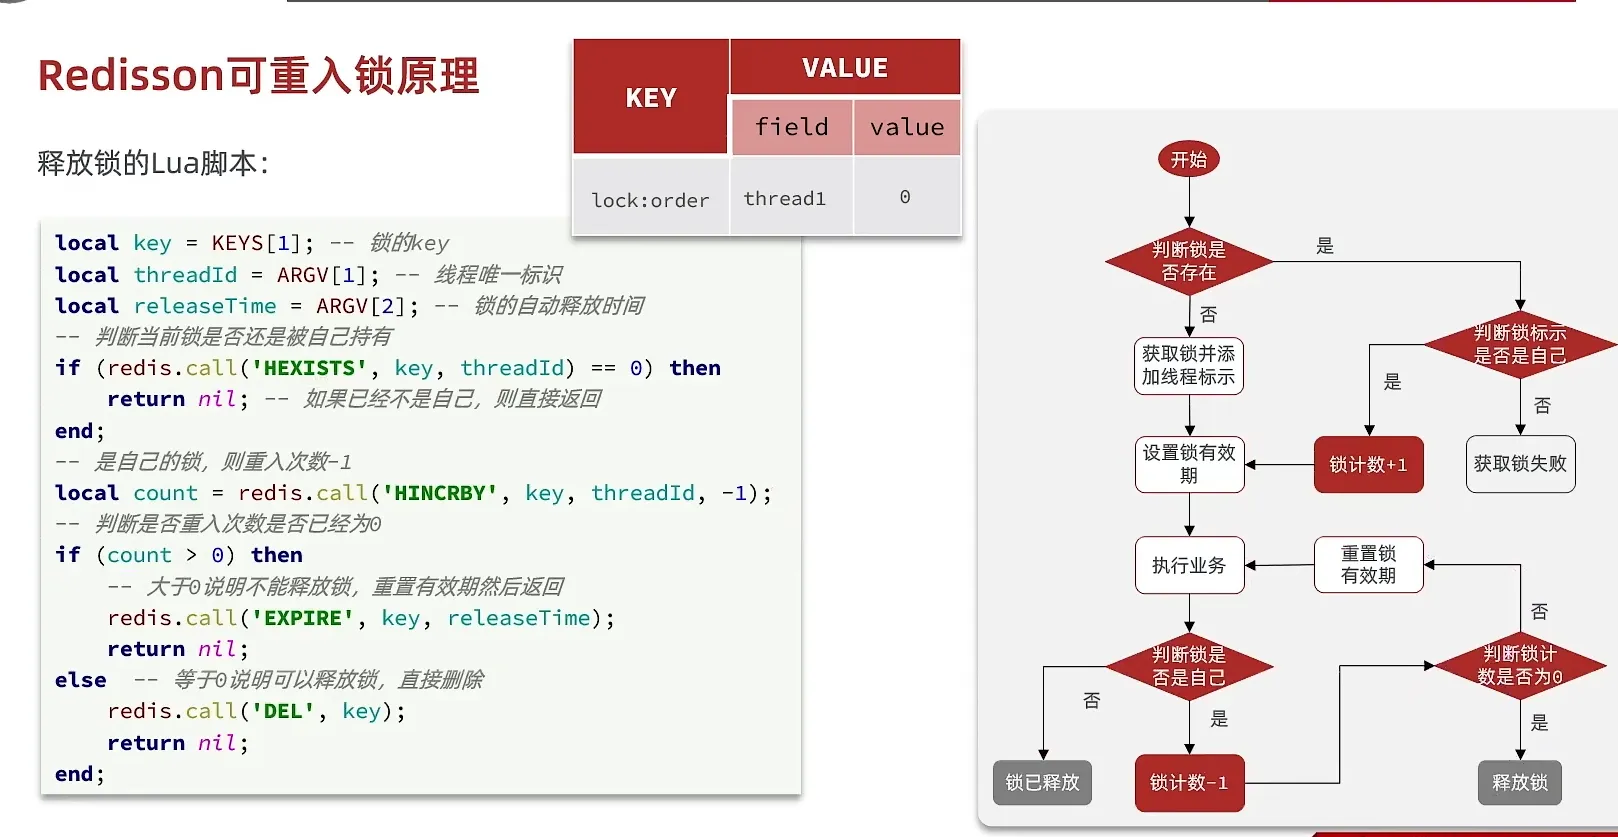 Redisson可重入锁原理
释放锁的Lua脚本：
KEY
VALUE
field value
lock:order thread1 0
local key = KEYS[1]; -- 锁的key
local threadId = ARGV[1]; -- 线程唯一标识
local releaseTime = ARGV[2]; -- 锁的自动释放时间
-- 判断当前锁是否还是被自己持有
if (redis.call('HEXISTS', key, threadId) == 0) then
    return nil; -- 如果已经不是自己，则直接返回
end;
-- 是自己的锁，则重入次数-1
local count = redis.call('HINCRBY', key, threadId, -1);
-- 判断是否重入次数是否已经为0
if (count > 0) then
    -- 大于0说明不能释放锁，重置有效期然后返回
    redis.call('EXPIRE', key, releaseTime);
    return nil;
else  -- 等于0说明可以释放锁，直接删除
    redis.call('DEL', key);
    return nil;
end;
开始
判断锁是
否存在
是
否
判断锁标示
是否是自己
获取锁并添
加线程标示
是
否
设置锁有效
期
锁计数+1
获取锁失败
执行业务
重置锁
有效期
否
判断锁是
否是自己
判断锁计
数是否为0
否
是
是
锁已释放
锁计数-1
释放锁